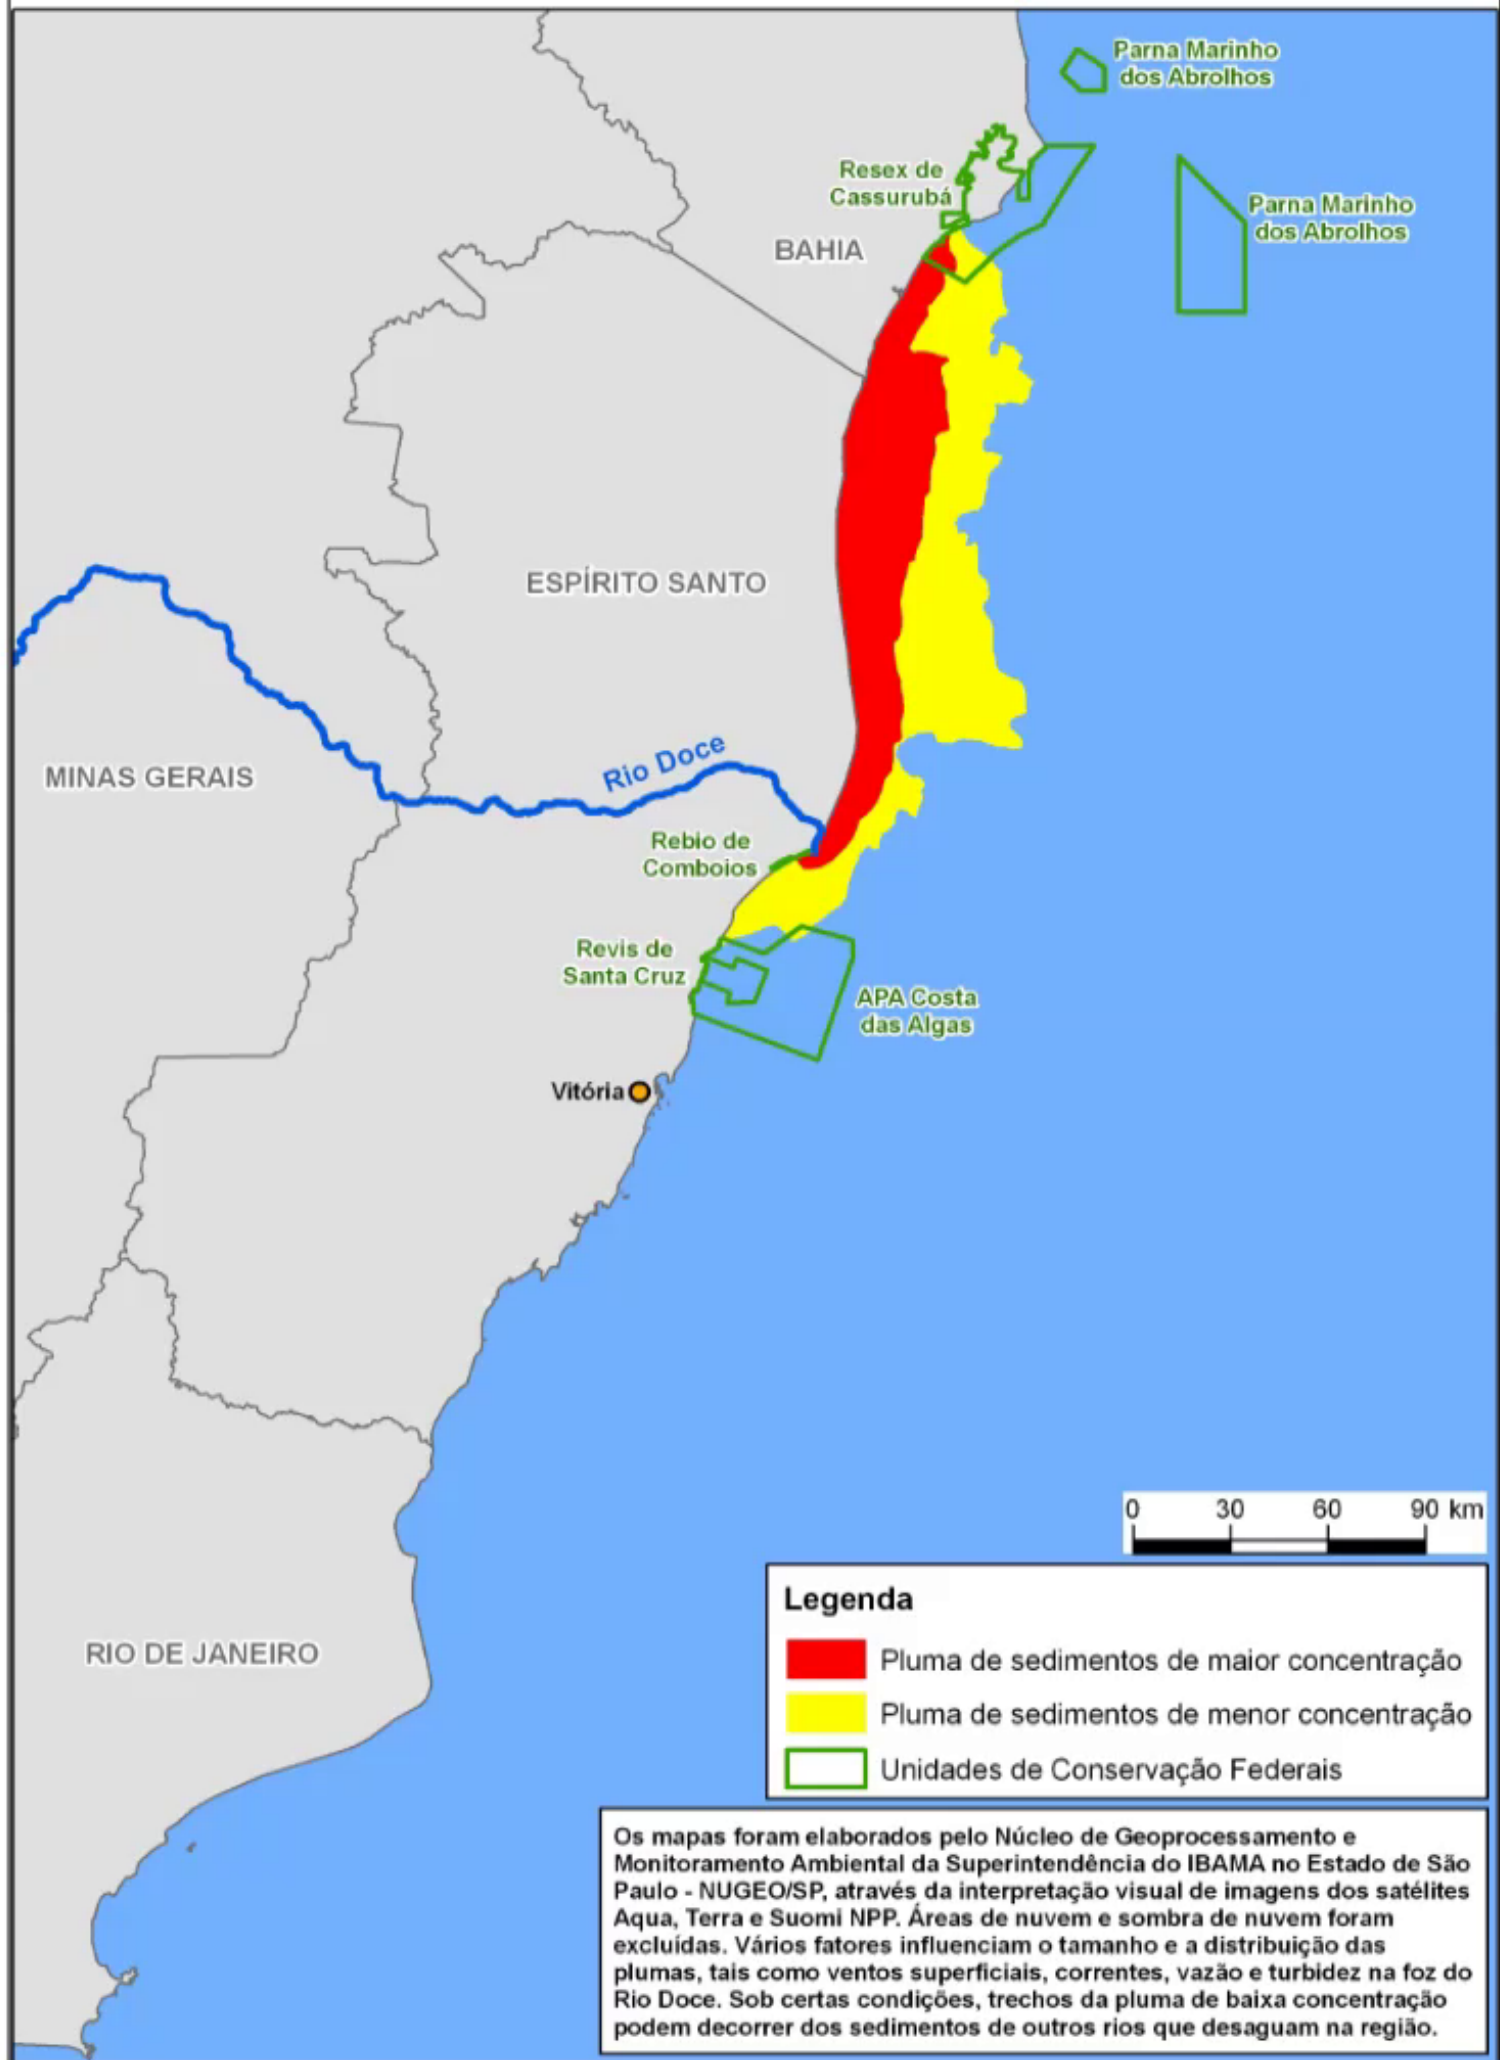 Parna Marinho
dos Abrolhos
Resex de
Cassurubá
Parna Marinho
dos Abrolhos
BAHIA
ESPÍRITO SANTO
Rio Doce
MINAS GERAIS
Rebio de
Comboios
Revis de
Santa Cruz
APA Costa
das Algas
Vitória
0 30 60 90 km
RIO DE JANEIRO
Legenda
Pluma de sedimentos de maior concentração
Pluma de sedimentos de menor concentração
Unidades de Conservação Federais
Os mapas foram elaborados pelo Núcleo de Geoprocessamento e
Monitoramento Ambiental da Superintendência do IBAMA no Estado de São
Paulo - NUGEO/SP, através da interpretação visual de imagens dos satélites
Aqua, Terra e Suomi NPP. Áreas de nuvem e sombra de nuvem foram
excluídas. Vários fatores influenciam o tamanho e a distribuição das
plumas, tais como ventos superficiais, correntes, vazão e turbidez na foz do
Rio Doce. Sob certas condições, trechos da pluma de baixa concentração
podem decorrer dos sedimentos de outros rios que desaguam na região.